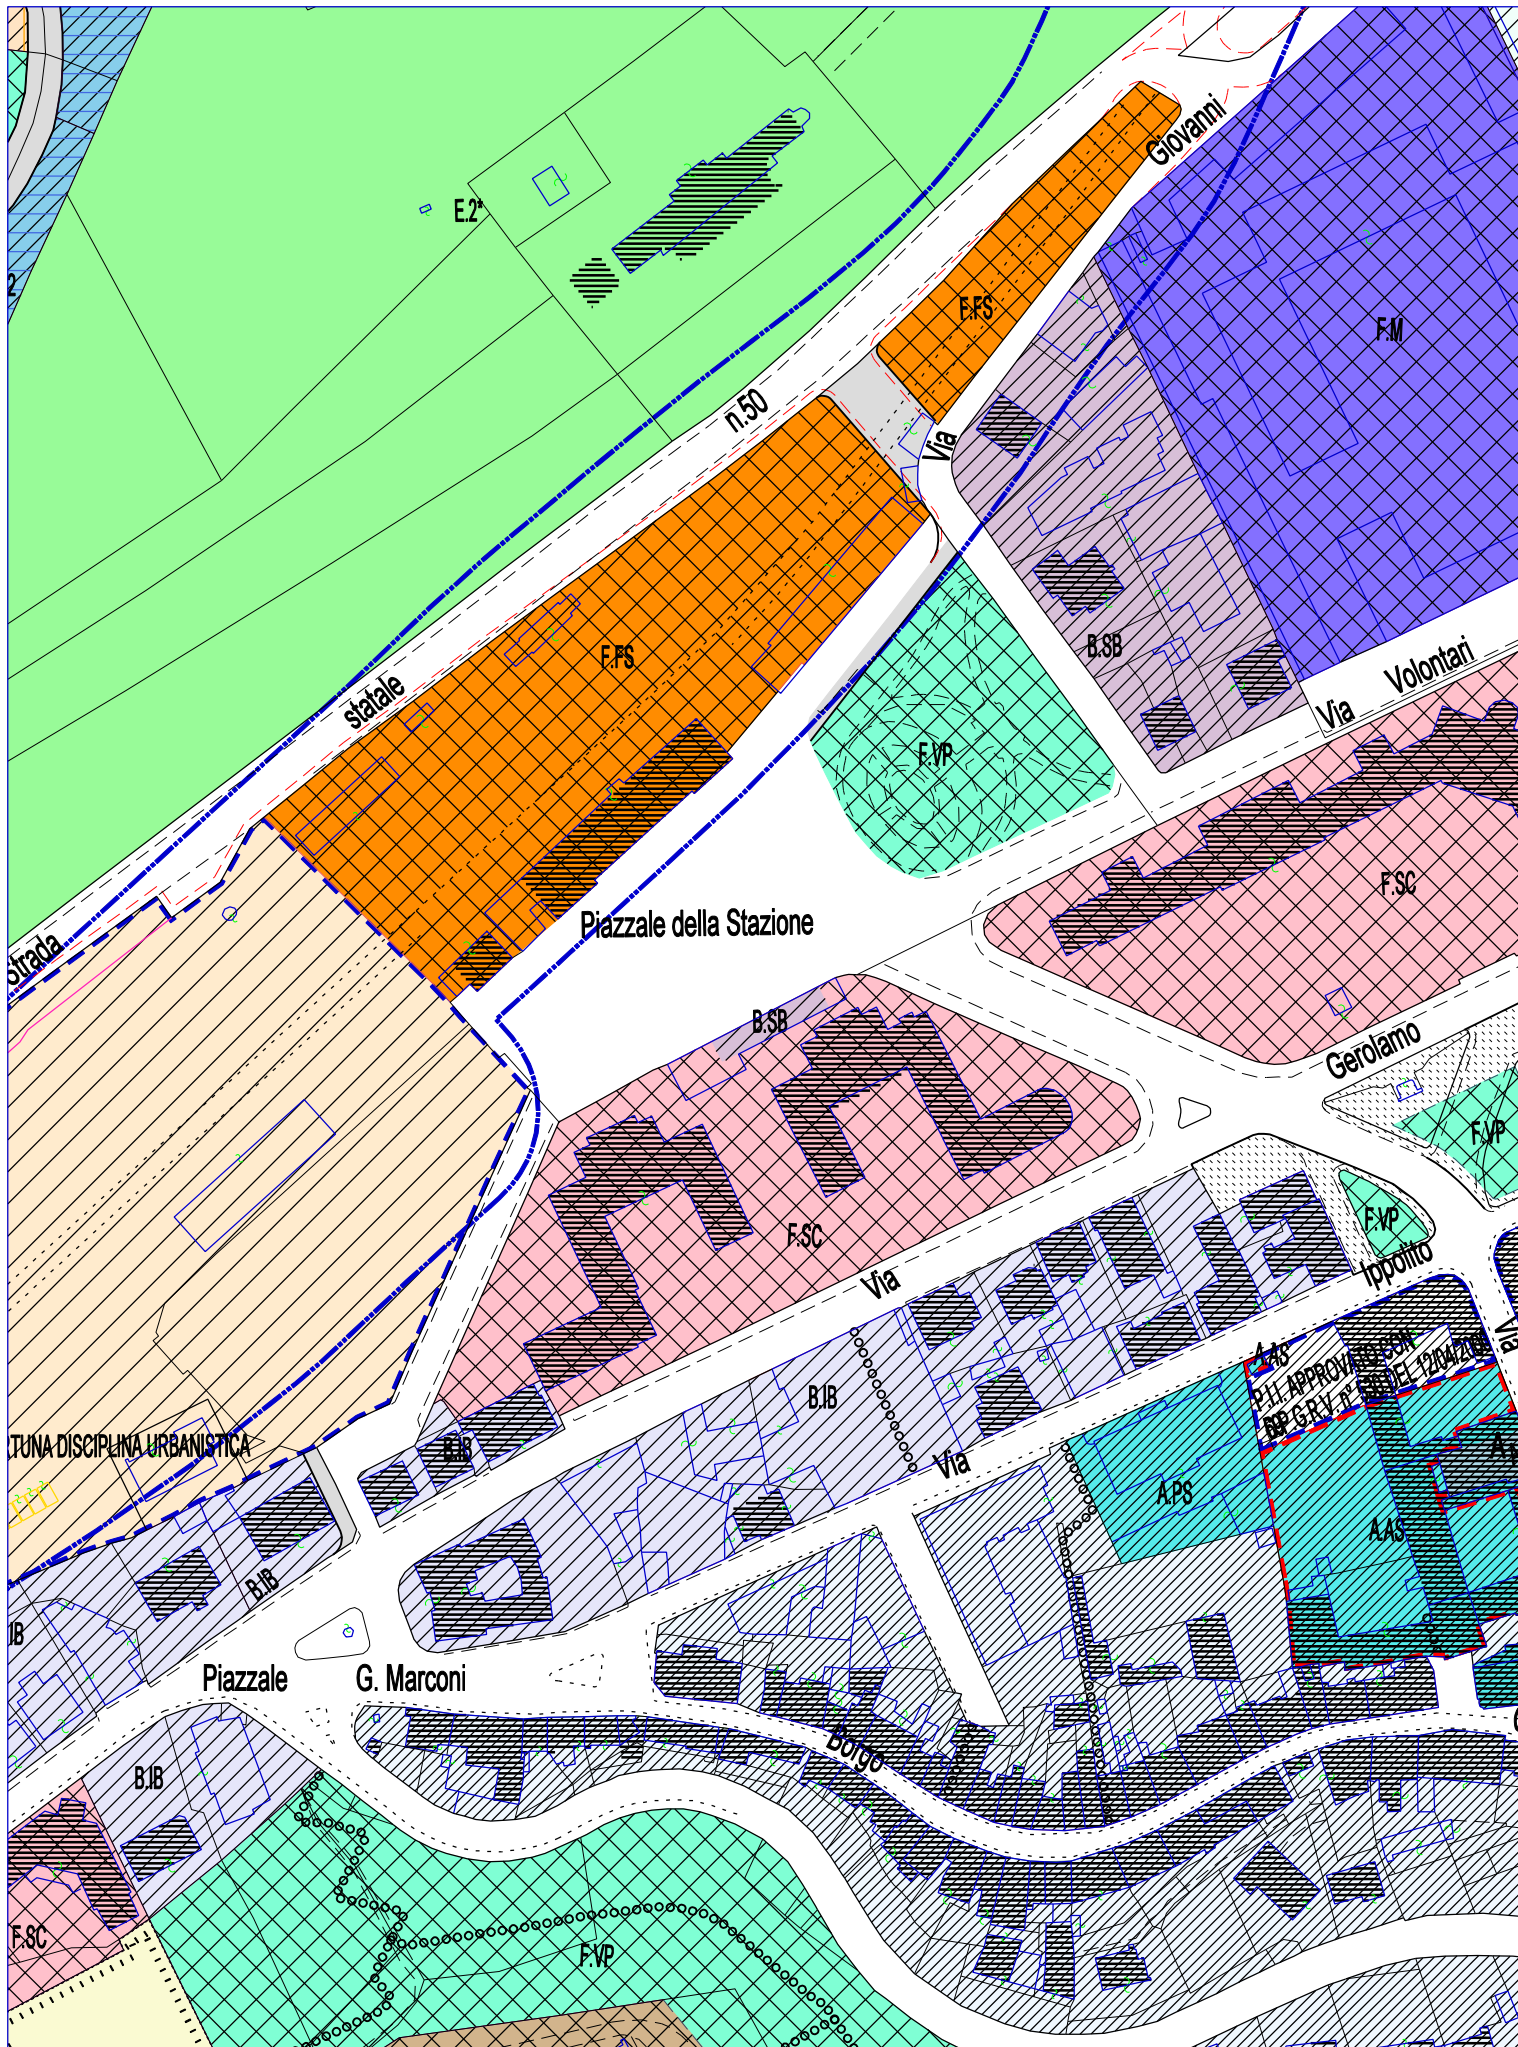 Giovanni
E.2*
2
F.FS
F.M
n.50
Via
B.SB
F.FS
Volontari
statale
Via
F.VP
F.SC
Piazzale della Stazione
Strada
B.SB
Gerolamo
F.VP
F.VP
F.SC
Ippolito
Via
A.AS
P.I.I. APPROVATO CON
Via
B.IB
B.IB
TUNA DISCIPLINA URBANISTICA
Via
A.PS
A.AS
B.IB
IB
Piazzale G. Marconi
Borgo
B.IB
F.SC
F.VP